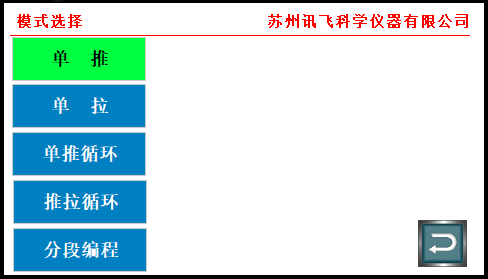 模式选择 苏州讯飞科学仪器有限公司
单 推
单 拉
单推循环
推拉循环
分段编程